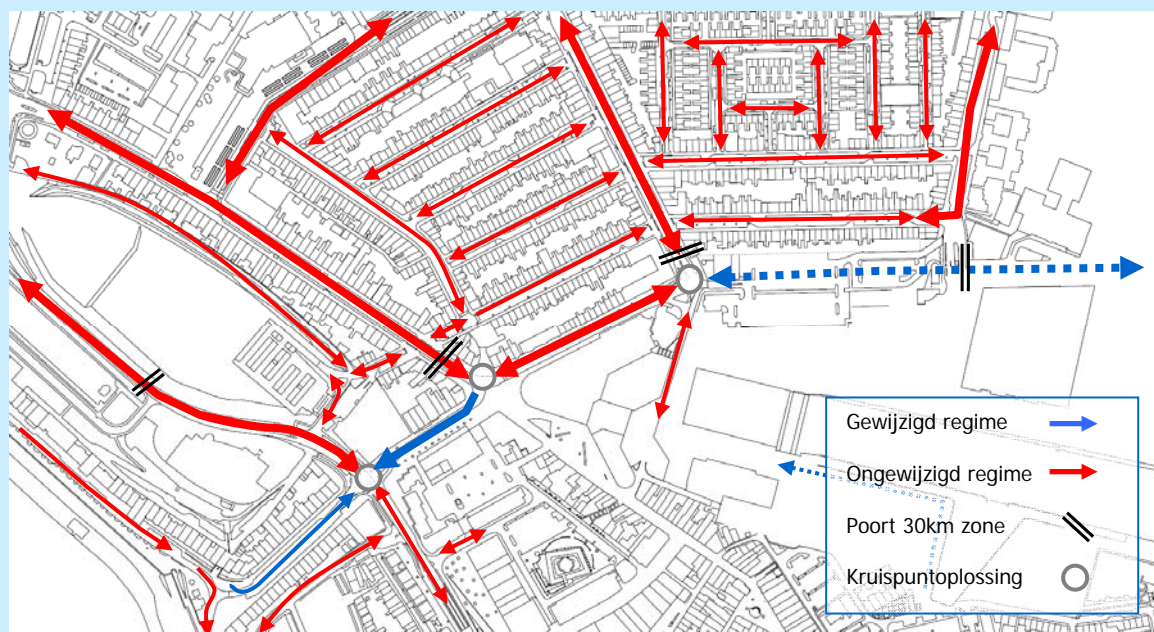 Gewijzigd regime
Ongewijzigd regime
Poort 30km zone
Kruispuntoplossing